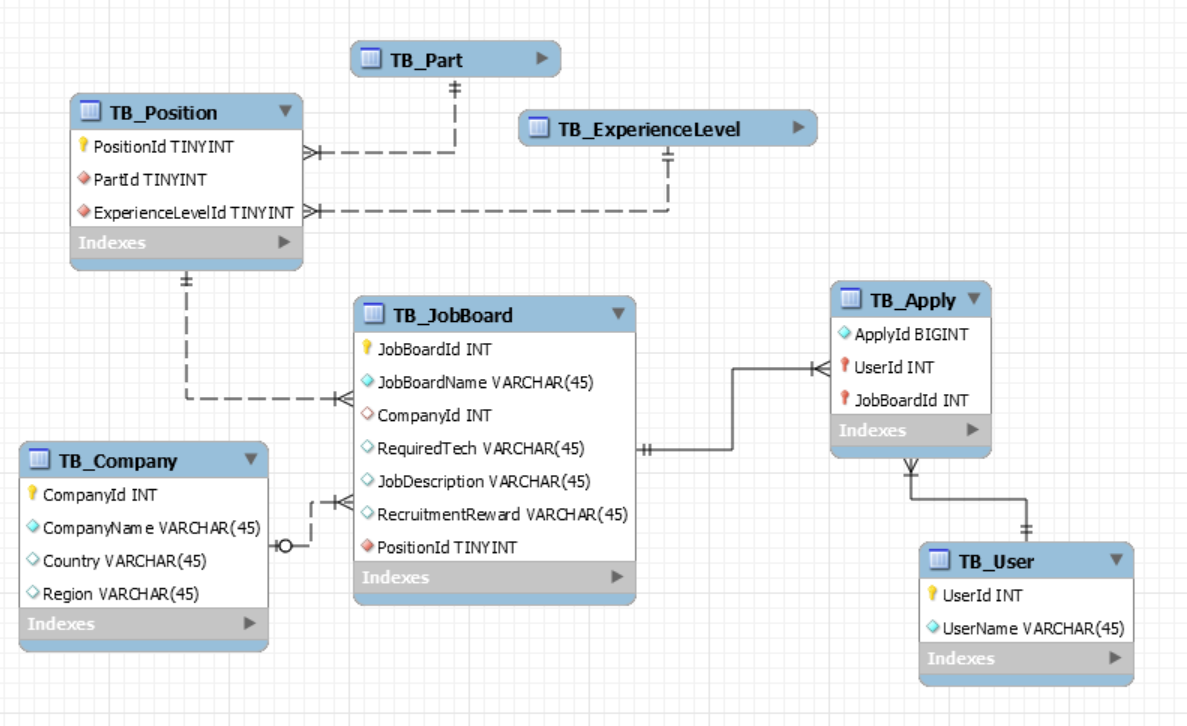 TB_Part
TB_Position
PositionId TINYINT
PartId TINYINT
ExperienceLevelId TINYINT
Indexes
TB_ExperienceLevel
TB_JobBoard
JobBoardId INT
JobBoardName VARCHAR(45)
CompanyId INT
RequiredTech VARCHAR(45)
JobDescription VARCHAR(45)
RecruitmentReward VARCHAR(45)
PositionId TINYINT
Indexes
TB_Apply
ApplyId BIGINT
UserId INT
JobBoardId INT
Indexes
TB_Company
CompanyId INT
CompanyName VARCHAR(45)
Country VARCHAR(45)
Region VARCHAR(45)
Indexes
TB_User
UserId INT
UserName VARCHAR(45)
Indexes